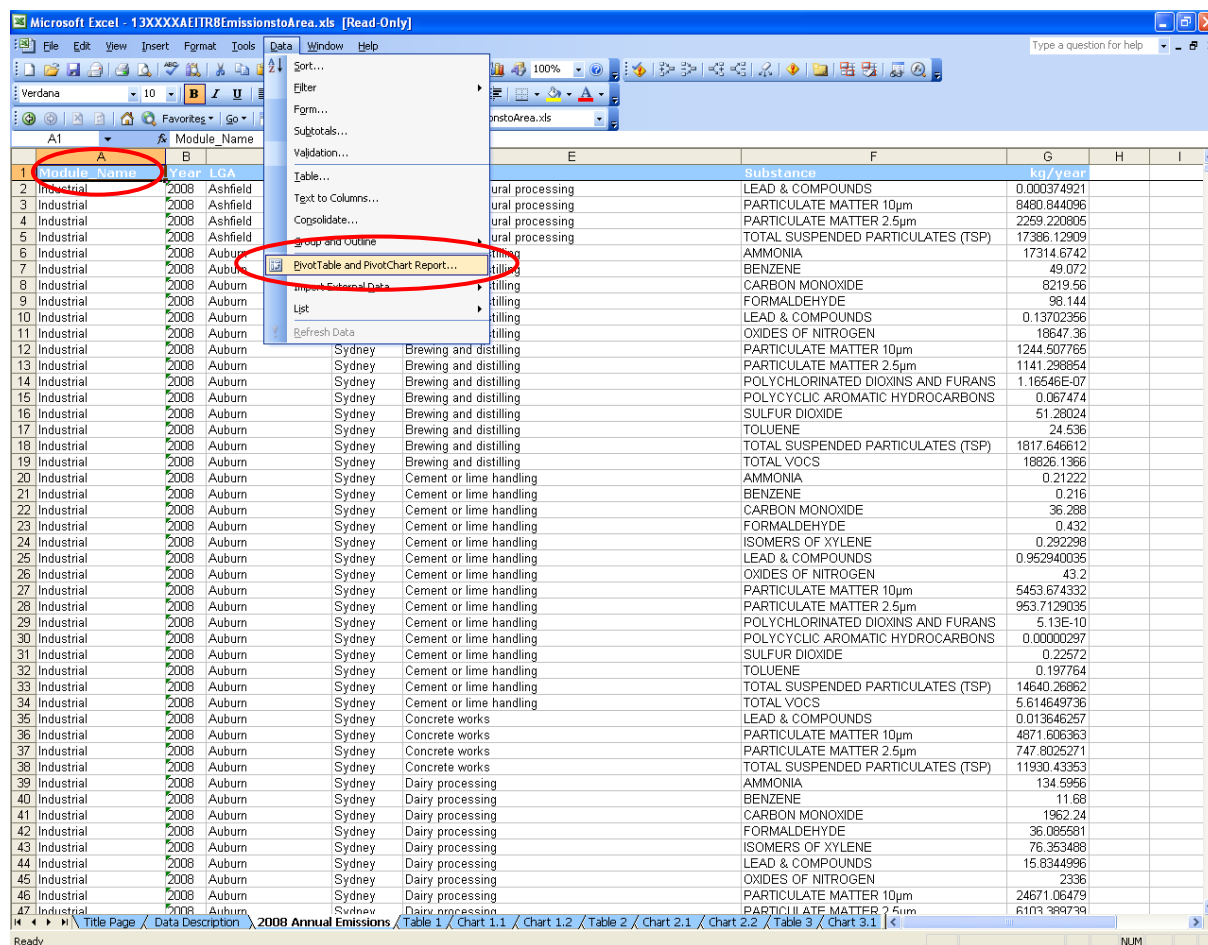 Microsoft Excel - 13XXXXAEITR8EmissionstoArea.xls [Read-Only]
File Edit View Insert Format Tools Data Window Help Type a question for help
100%
Verdana 10 B I U A
Favorites Go onstoArea.xls
A1 fx Module_Name
Sort...
Filter
Form...
Subtotals...
Validation...
Table...
Text to Columns...
Consolidate...
Group and Outline
PivotTable and PivotChart Report...
Import External Data
List
Refresh Data
A B E F G H I
1 Module_Name Year LGA Substance kg/year
2 Industrial 2008 Ashfield ural processing LEAD & COMPOUNDS 0.000374921
3 Industrial 2008 Ashfield ural processing PARTICULATE MATTER 10µm 8480.844096
4 Industrial 2008 Ashfield ural processing PARTICULATE MATTER 2.5µm 2259.220805
5 Industrial 2008 Ashfield ural processing TOTAL SUSPENDED PARTICULATES (TSP) 17386.12909
6 Industrial 2008 Auburn tilling AMMONIA 17314.6742
7 Industrial 2008 Auburn tilling BENZENE 49.072
8 Industrial 2008 Auburn tilling CARBON MONOXIDE 8219.56
9 Industrial 2008 Auburn tilling FORMALDEHYDE 98.144
10 Industrial 2008 Auburn tilling LEAD & COMPOUNDS 0.13702356
11 Industrial 2008 Auburn tilling OXIDES OF NITROGEN 18647.36
12 Industrial 2008 Auburn Sydney Brewing and distilling PARTICULATE MATTER 10µm 1244.507765
13 Industrial 2008 Auburn Sydney Brewing and distilling PARTICULATE MATTER 2.5µm 1141.298854
14 Industrial 2008 Auburn Sydney Brewing and distilling POLYCHLORINATED DIOXINS AND FURANS 1.16546E-07
15 Industrial 2008 Auburn Sydney Brewing and distilling POLYCYCLIC AROMATIC HYDROCARBONS 0.067474
16 Industrial 2008 Auburn Sydney Brewing and distilling SULFUR DIOXIDE 51.28024
17 Industrial 2008 Auburn Sydney Brewing and distilling TOLUENE 24.536
18 Industrial 2008 Auburn Sydney Brewing and distilling TOTAL SUSPENDED PARTICULATES (TSP) 1817.646612
19 Industrial 2008 Auburn Sydney Brewing and distilling TOTAL VOCS 18826.1366
20 Industrial 2008 Auburn Sydney Cement or lime handling AMMONIA 0.21222
21 Industrial 2008 Auburn Sydney Cement or lime handling BENZENE 0.216
22 Industrial 2008 Auburn Sydney Cement or lime handling CARBON MONOXIDE 36.288
23 Industrial 2008 Auburn Sydney Cement or lime handling FORMALDEHYDE 0.432
24 Industrial 2008 Auburn Sydney Cement or lime handling ISOMERS OF XYLENE 0.292298
25 Industrial 2008 Auburn Sydney Cement or lime handling LEAD & COMPOUNDS 0.952940035
26 Industrial 2008 Auburn Sydney Cement or lime handling OXIDES OF NITROGEN 43.2
27 Industrial 2008 Auburn Sydney Cement or lime handling PARTICULATE MATTER 10µm 5453.674332
28 Industrial 2008 Auburn Sydney Cement or lime handling PARTICULATE MATTER 2.5µm 953.7129035
29 Industrial 2008 Auburn Sydney Cement or lime handling POLYCHLORINATED DIOXINS AND FURANS 5.13E-10
30 Industrial 2008 Auburn Sydney Cement or lime handling POLYCYCLIC AROMATIC HYDROCARBONS 0.00000297
31 Industrial 2008 Auburn Sydney Cement or lime handling SULFUR DIOXIDE 0.22572
32 Industrial 2008 Auburn Sydney Cement or lime handling TOLUENE 0.197764
33 Industrial 2008 Auburn Sydney Cement or lime handling TOTAL SUSPENDED PARTICULATES (TSP) 14640.26862
34 Industrial 2008 Auburn Sydney Cement or lime handling TOTAL VOCS 5.614649736
35 Industrial 2008 Auburn Sydney Concrete works LEAD & COMPOUNDS 0.013646257
36 Industrial 2008 Auburn Sydney Concrete works PARTICULATE MATTER 10µm 4871.606363
37 Industrial 2008 Auburn Sydney Concrete works PARTICULATE MATTER 2.5µm 747.8025271
38 Industrial 2008 Auburn Sydney Concrete works TOTAL SUSPENDED PARTICULATES (TSP) 11930.43353
39 Industrial 2008 Auburn Sydney Dairy processing AMMONIA 134.5956
40 Industrial 2008 Auburn Sydney Dairy processing BENZENE 11.68
41 Industrial 2008 Auburn Sydney Dairy processing CARBON MONOXIDE 1962.24
42 Industrial 2008 Auburn Sydney Dairy processing FORMALDEHYDE 36.085581
43 Industrial 2008 Auburn Sydney Dairy processing ISOMERS OF XYLENE 76.353488
44 Industrial 2008 Auburn Sydney Dairy processing LEAD & COMPOUNDS 15.8344996
45 Industrial 2008 Auburn Sydney Dairy processing OXIDES OF NITROGEN 2336
46 Industrial 2008 Auburn Sydney Dairy processing PARTICULATE MATTER 10µm 24671.06479
47 Industrial 2008 Auburn Sydney Dairy processing PARTICULATE MATTER 2.5µm 6103.389739
Title Page Data Description 2008 Annual Emissions Table 1 Chart 1.1 Chart 1.2 Table 2 Chart 2.1 Chart 2.2 Table 3 Chart 3.1
Ready NUM